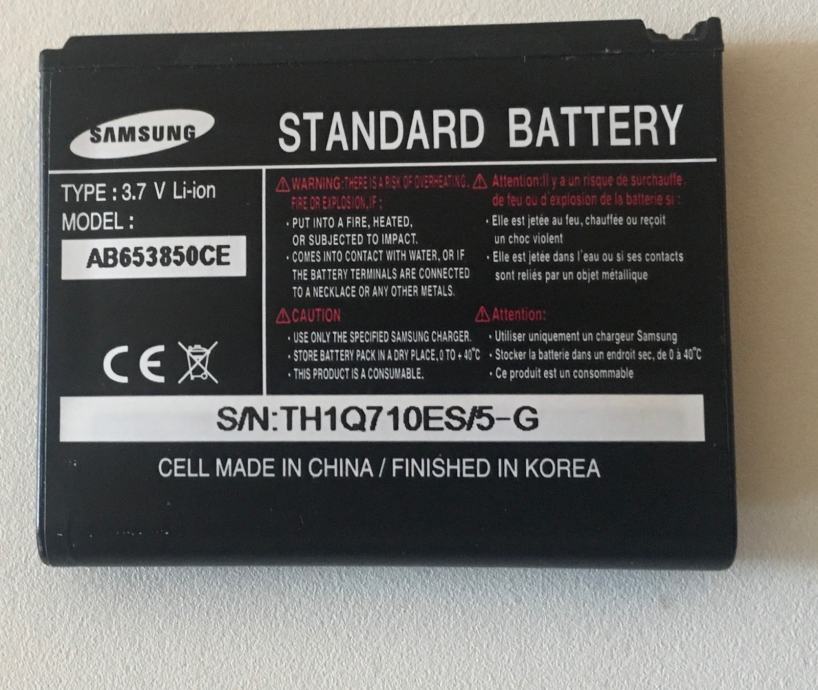 SAMSUNG
STANDARD BATTERY
TYPE : 3.7 V Li-ion
MODEL :
AB653850CE
CE
⚠WARNING:THERE IS A RISK OF OVERHEATING,
FIRE OR EXPLOSION,IF :
· PUT INTO A FIRE, HEATED,
OR SUBJECTED TO IMPACT.
· COMES INTO CONTACT WITH WATER, OR IF
THE BATTERY TERMINALS ARE CONNECTED
TO A NECKLACE OR ANY OTHER METALS.
⚠CAUTION
· USE ONLY THE SPECIFIED SAMSUNG CHARGER.
· STORE BATTERY PACK IN A DRY PLACE, 0 TO + 40°C
· THIS PRODUCT IS A CONSUMABLE.
⚠ Attention:Il y a un risque de surchauffe,
de feu ou d'explosion de la batterie si :
· Elle est jetée au feu, chauffée ou reçoit
un choc violent
· Elle est jetée dans l'eau ou si ses contacts
sont reliés par un objet métallique
⚠ Attention:
· Utiliser uniquement un chargeur Samsung
· Stocker la batterie dans un endroit sec, de 0 à 40°C
· Ce produit est un consommable
S/N:TH1Q710ES/5-G
CELL MADE IN CHINA / FINISHED IN KOREA